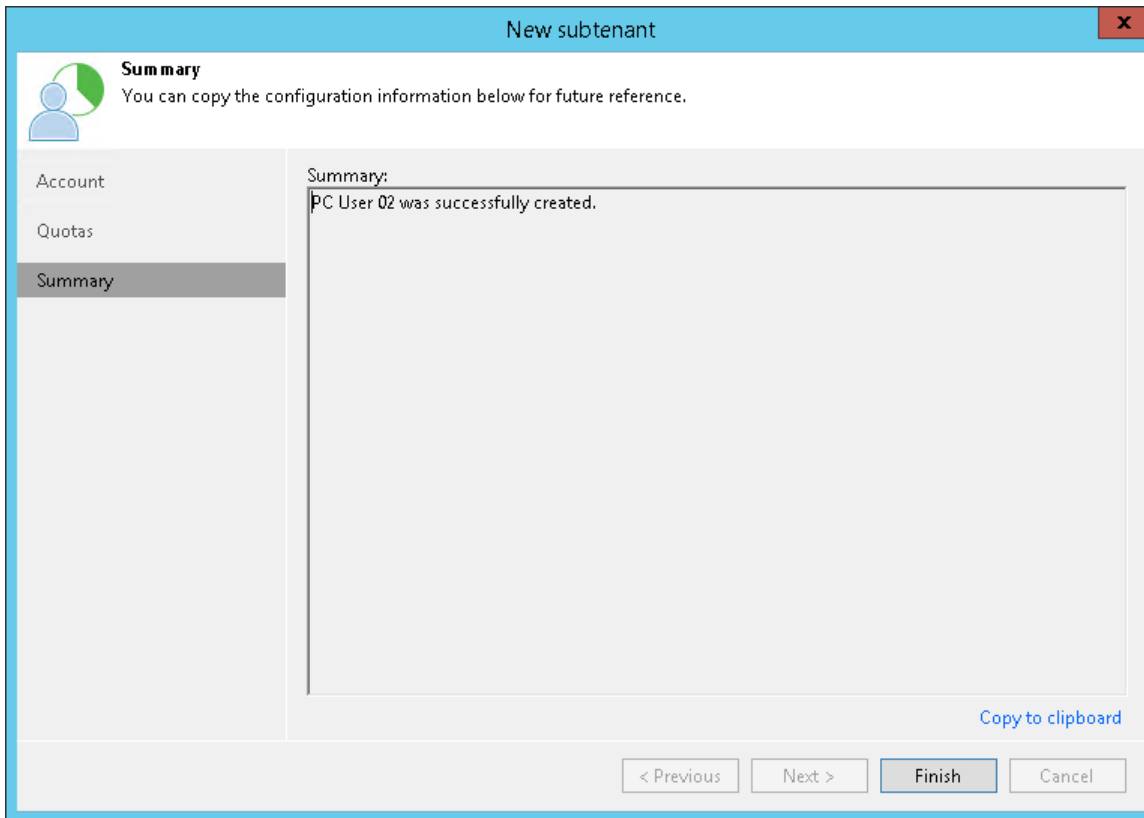 New subtenant
x
Summary
You can copy the configuration information below for future reference.
Account
Quotas
Summary
Summary:
PC User 02 was successfully created.
Copy to clipboard
< Previous
Next >
Finish
Cancel